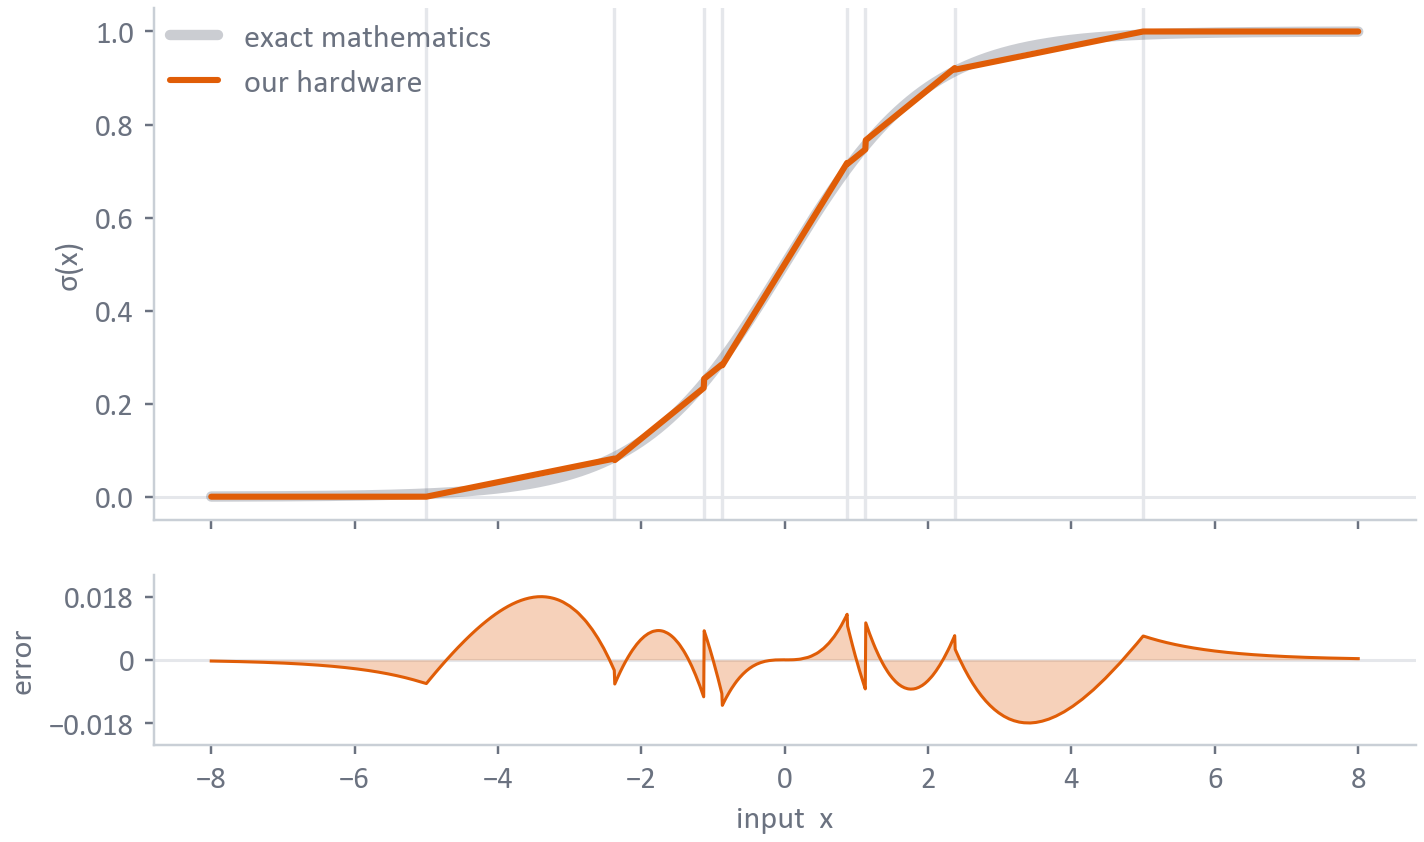 1.0
0.8
0.6
0.4
0.2
0.0
σ(x)
exact mathematics
our hardware
0.018
0
−0.018
error
−8 −6 −4 −2 0 2 4 6 8
input x